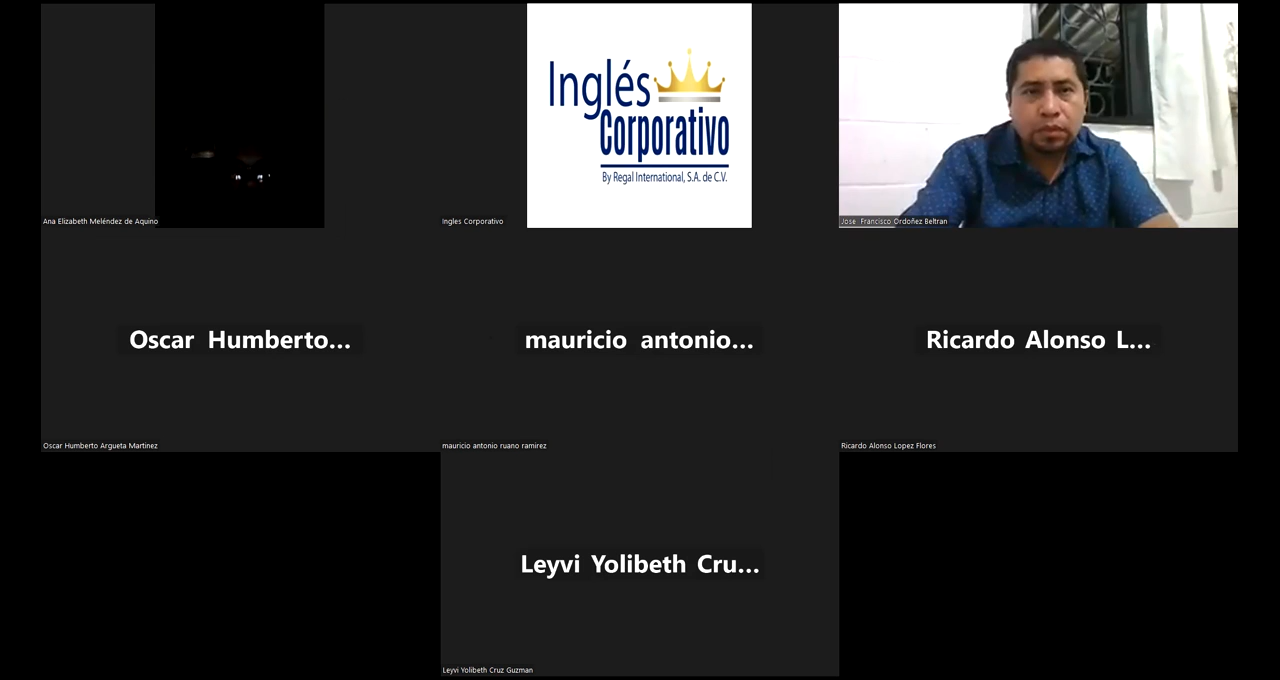 Inglés
Corporativo
By Regal International, S.A. de C.V.
Ana Elizabeth Meléndez de Aquino
Ingles Corporativo
Jose Francisco Ordoñez Beltran
Oscar Humberto...
mauricio antonio...
Ricardo Alonso L...
Oscar Humberto Argueta Martinez
mauricio antonio ruano ramirez
Ricardo Alonso Lopez Flores
Leyvi Yolibeth Cru...
Leyvi Yolibeth Cruz Guzman